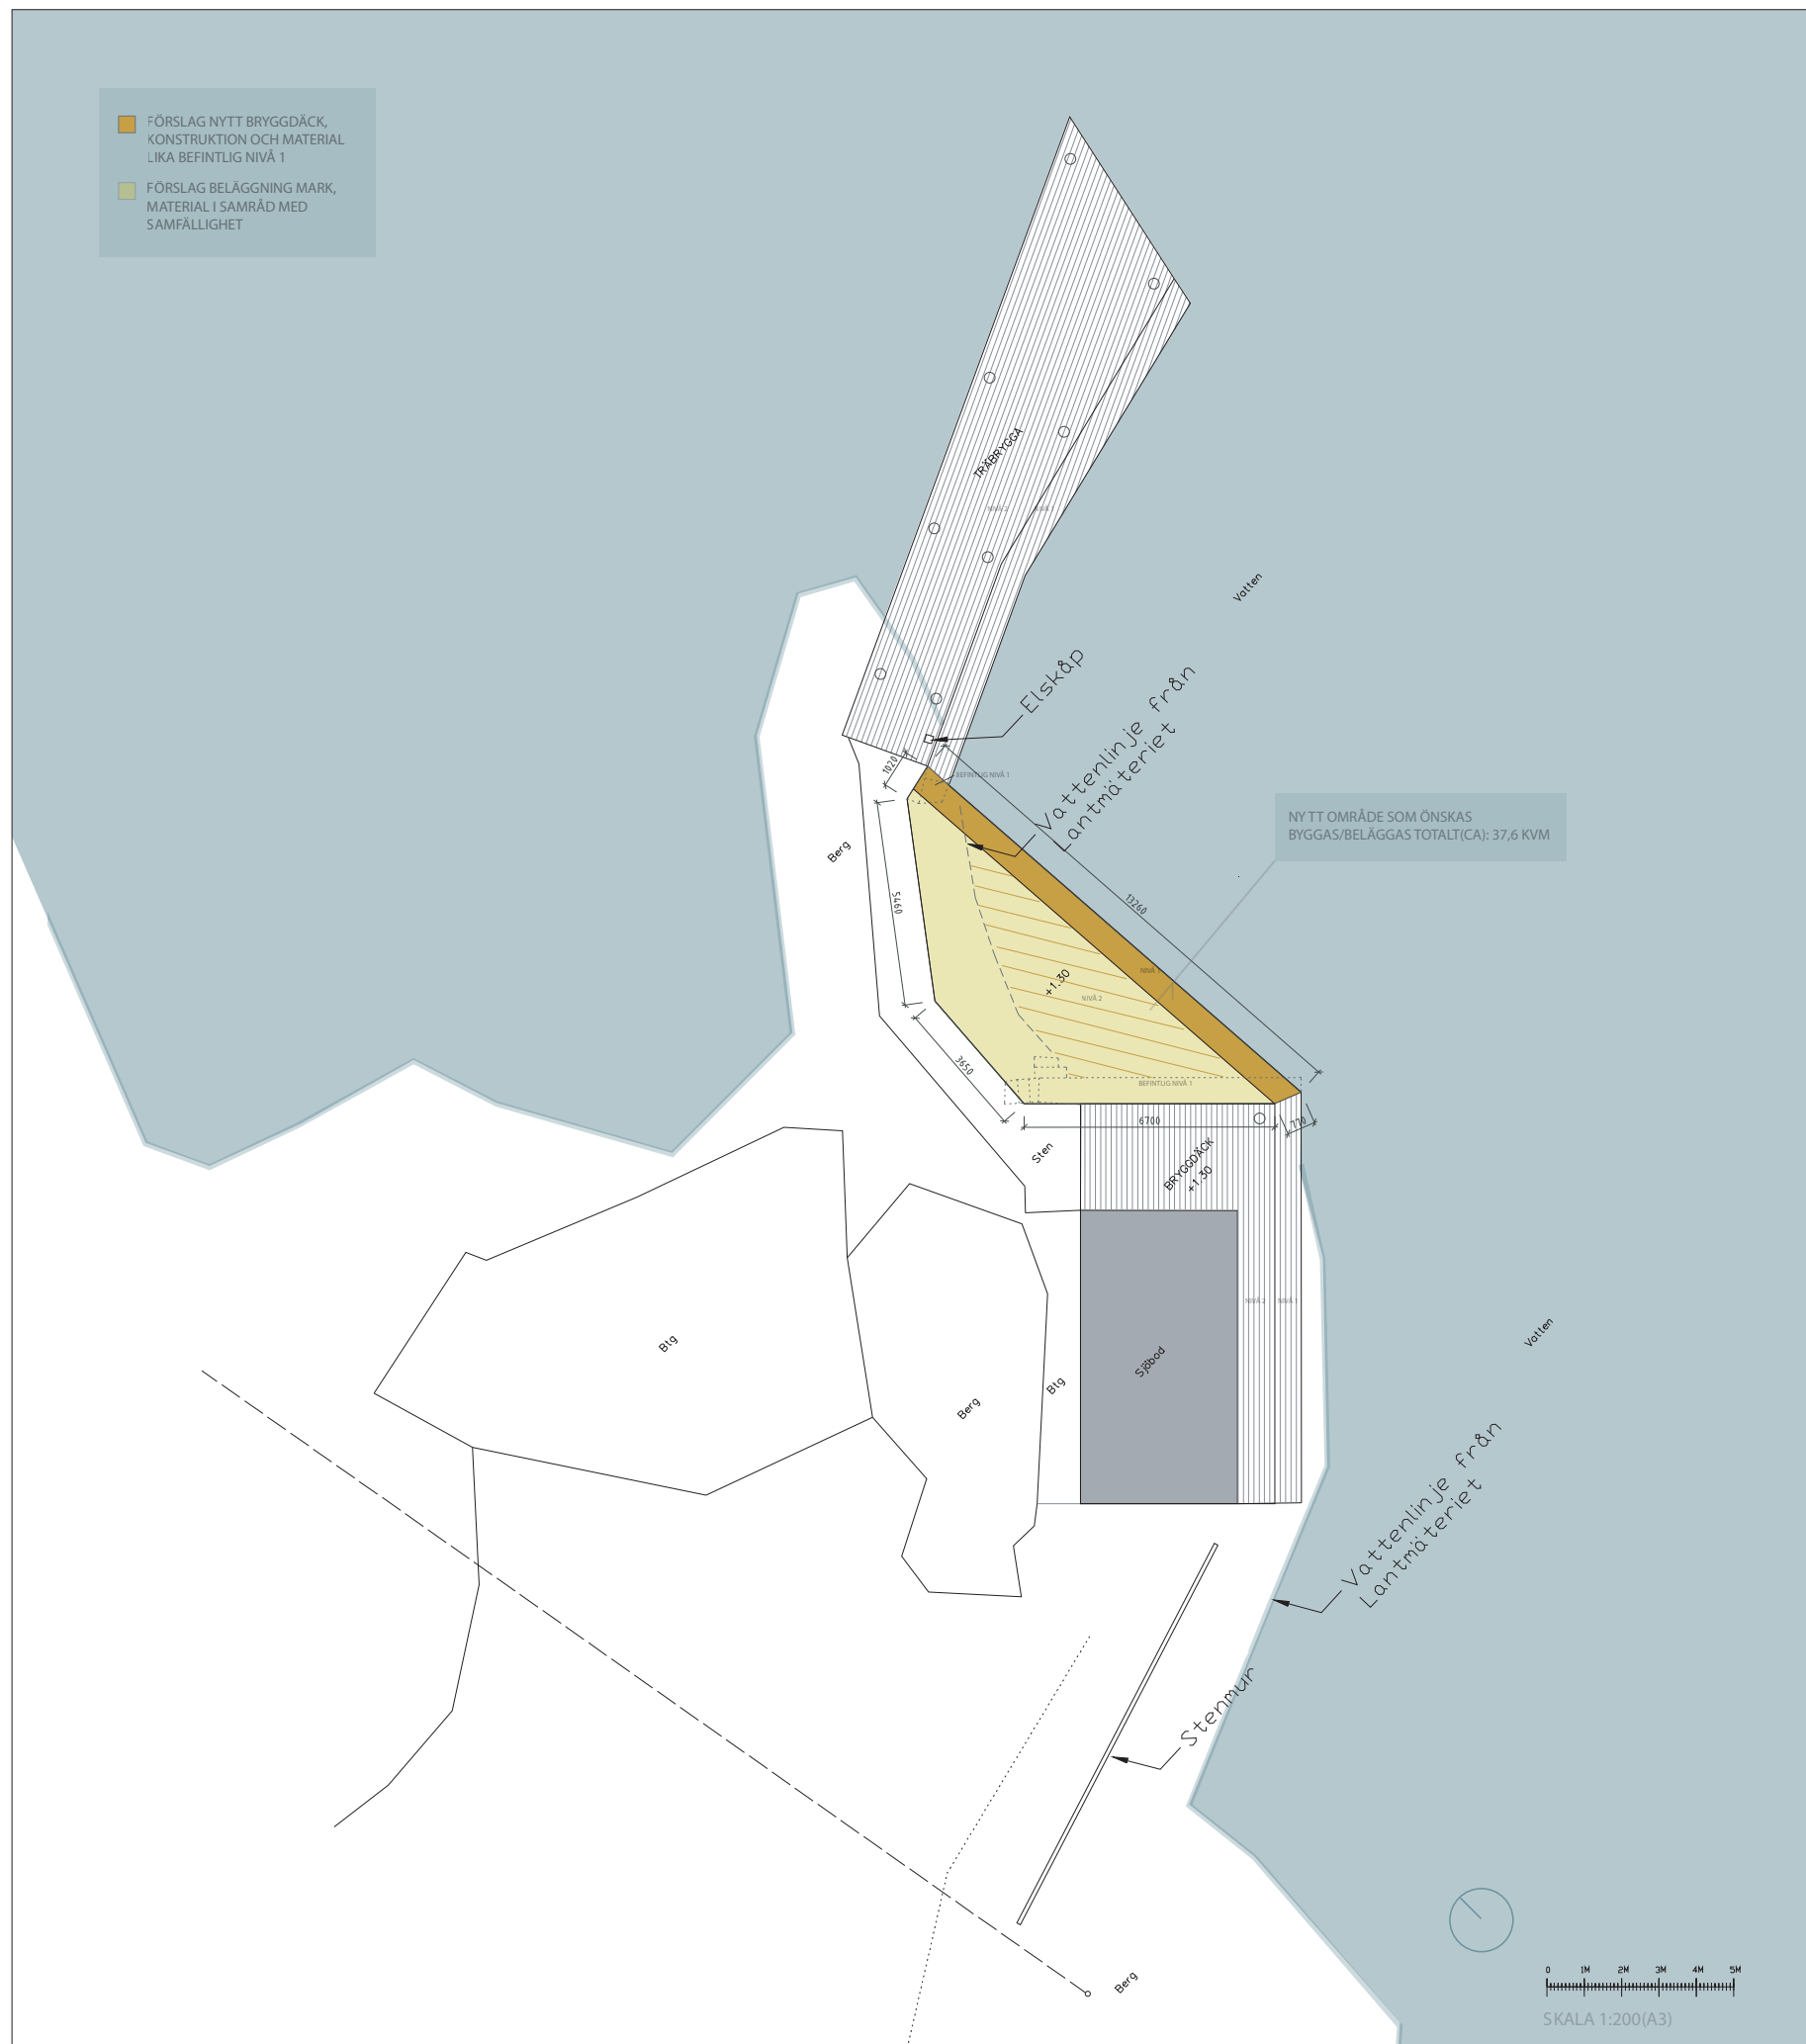 FÖRSLAG NYTT BRYGGDÄCK,
KONSTRUKTION OCH MATERIAL
LIKA BEFINTLIG NIVÅ 1
FÖRSLAG BELÄGGNING MARK,
MATERIAL I SAMRÅD MED
SAMFÄLLIGHET
TRÄBRYGGA
NIVÅ 2
NIVÅ 1
Vatten
Elskåp
Vattenlinje från
Lantmäteriet
1020
BEFINTLIG NIVÅ 1
NYTT OMRÅDE SOM ÖNSKAS
BYGGAS/BELÄGGAS TOTALT(CA): 37,6 KVM
Berg
5460
13260
NIVÅ 1
+1.30
NIVÅ 2
3650
BEFINTLIG NIVÅ 1
6700
770
Sten
BRYGGDÄCK
+1.30
NIVÅ 2
NIVÅ 1
Vatten
Btg
Sjöbod
Btg
Berg
Vattenlinje från
Lantmäteriet
Stenmur
Berg
0 1M 2M 3M 4M 5M
SKALA 1:200(A3)